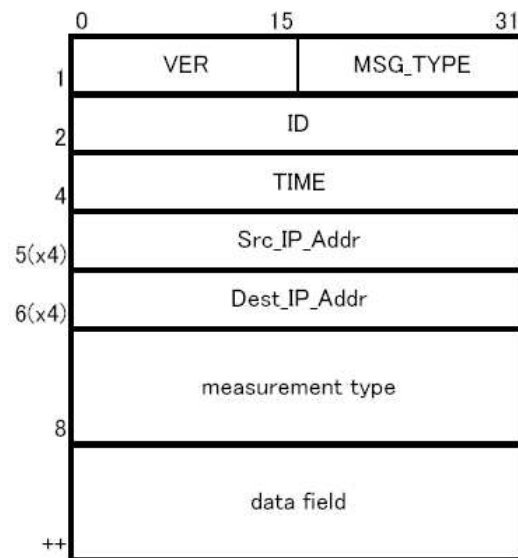 0 15 31
VER MSG_TYPE
1
ID
2
TIME
4
Src_IP_Addr
5(x4)
Dest_IP_Addr
6(x4)
measurement type
8
data field
++